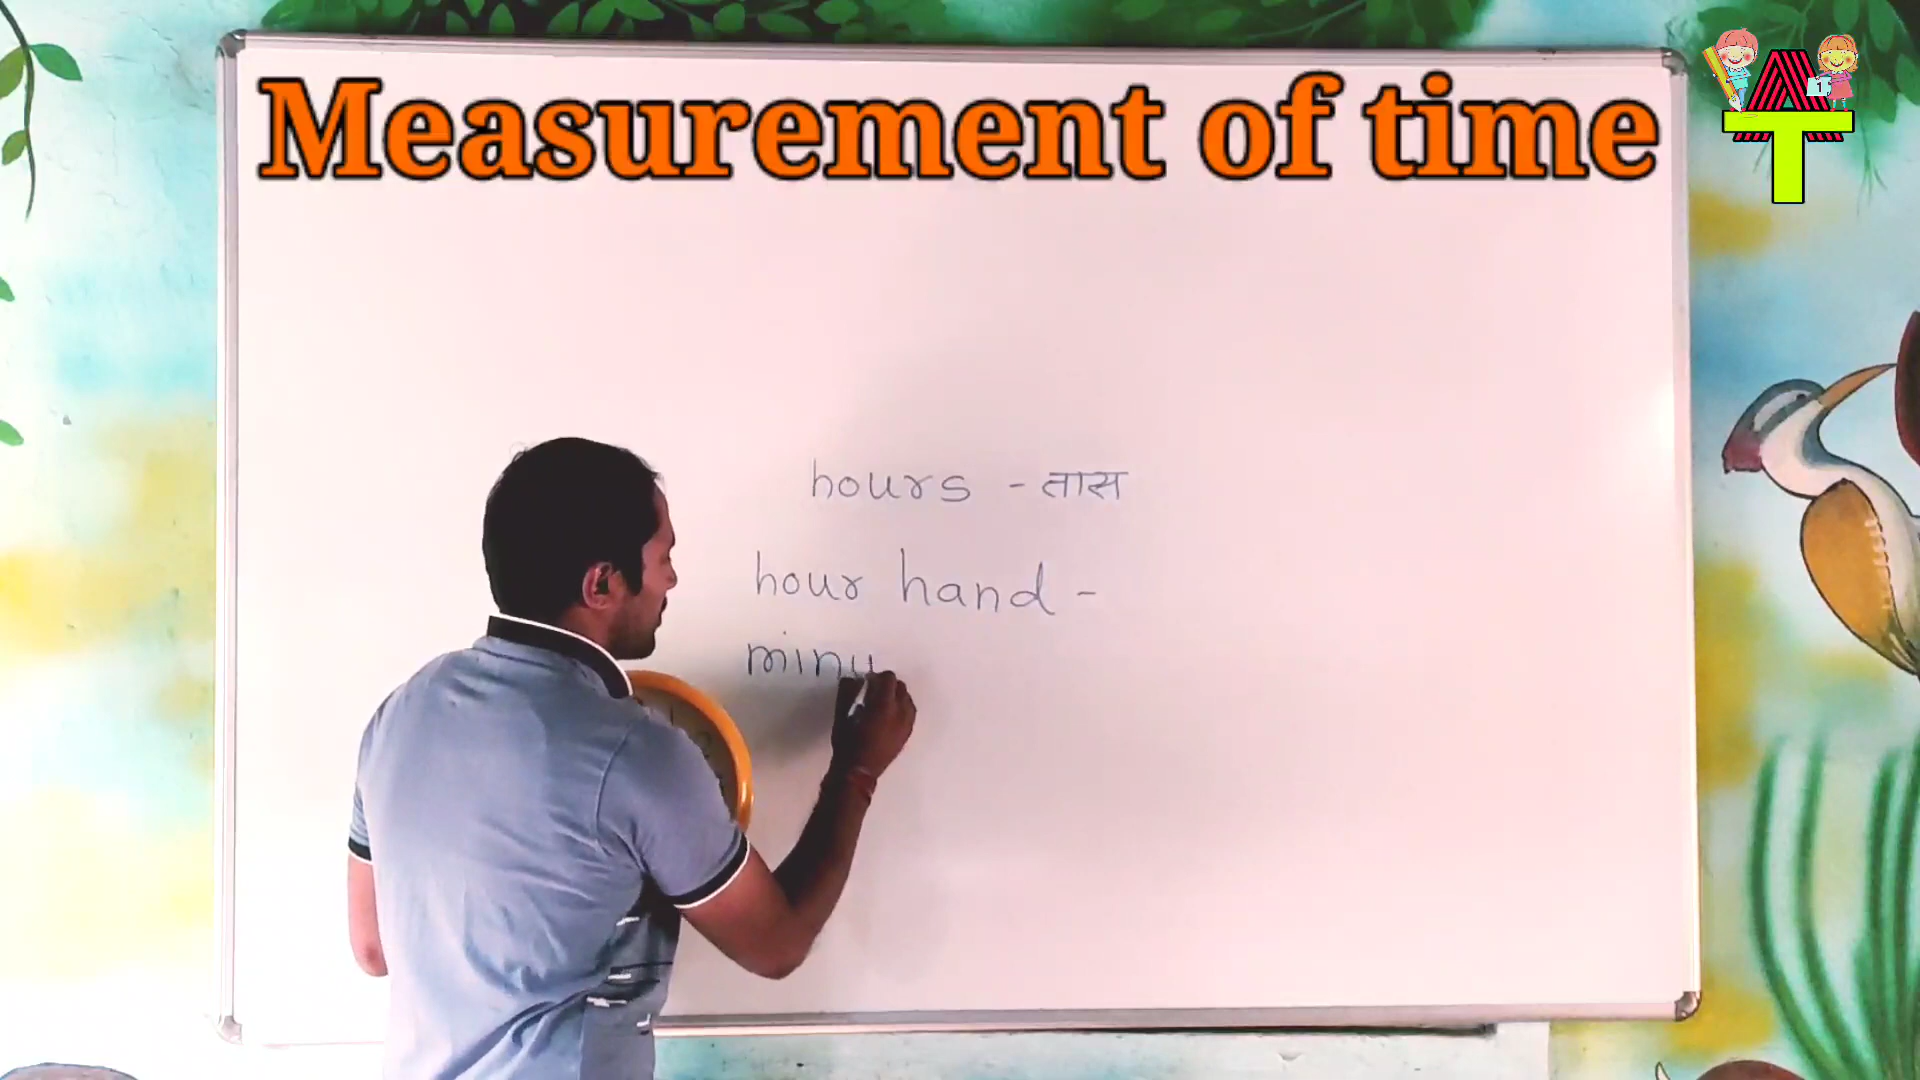 Measurement of time
hours - तास
hour hand -
minu